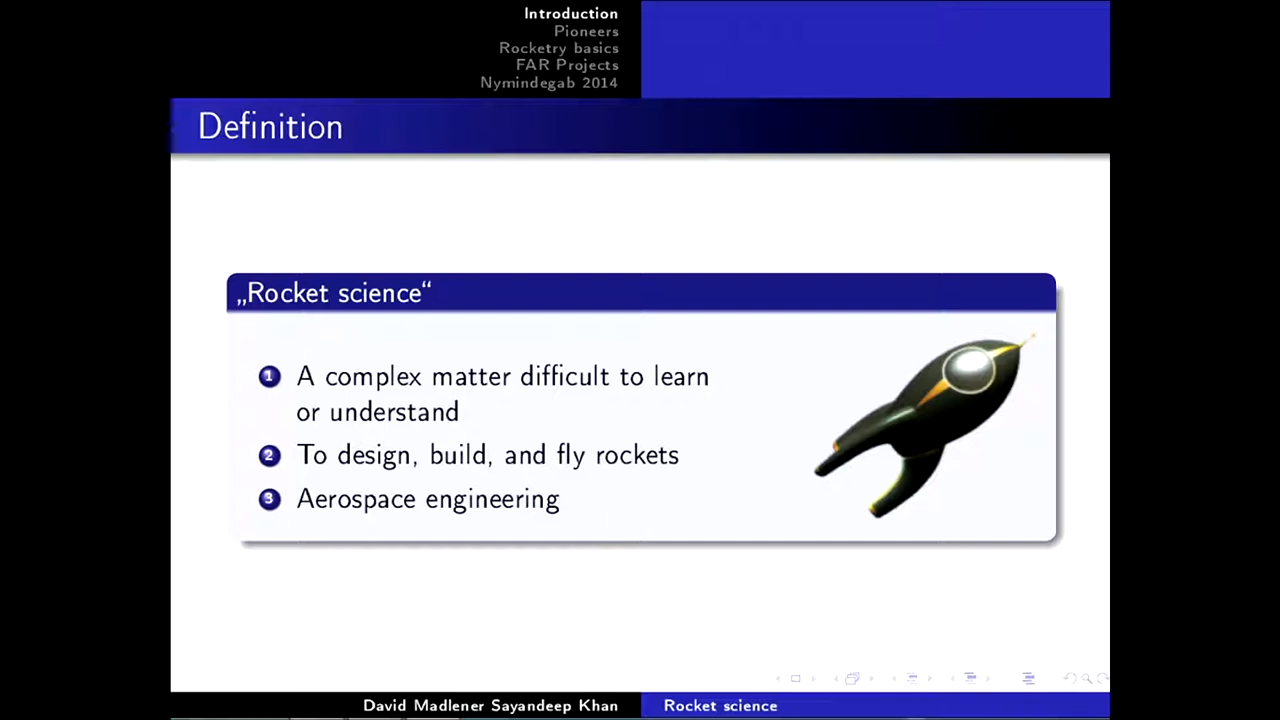 Introduction
Pioneers
Rocketry basics
FAR Projects
Nymindegab 2014
Definition
„Rocket science“
1 A complex matter difficult to learn
or understand
2 To design, build, and fly rockets
3 Aerospace engineering
David Madlener Sayandeep Khan
Rocket science